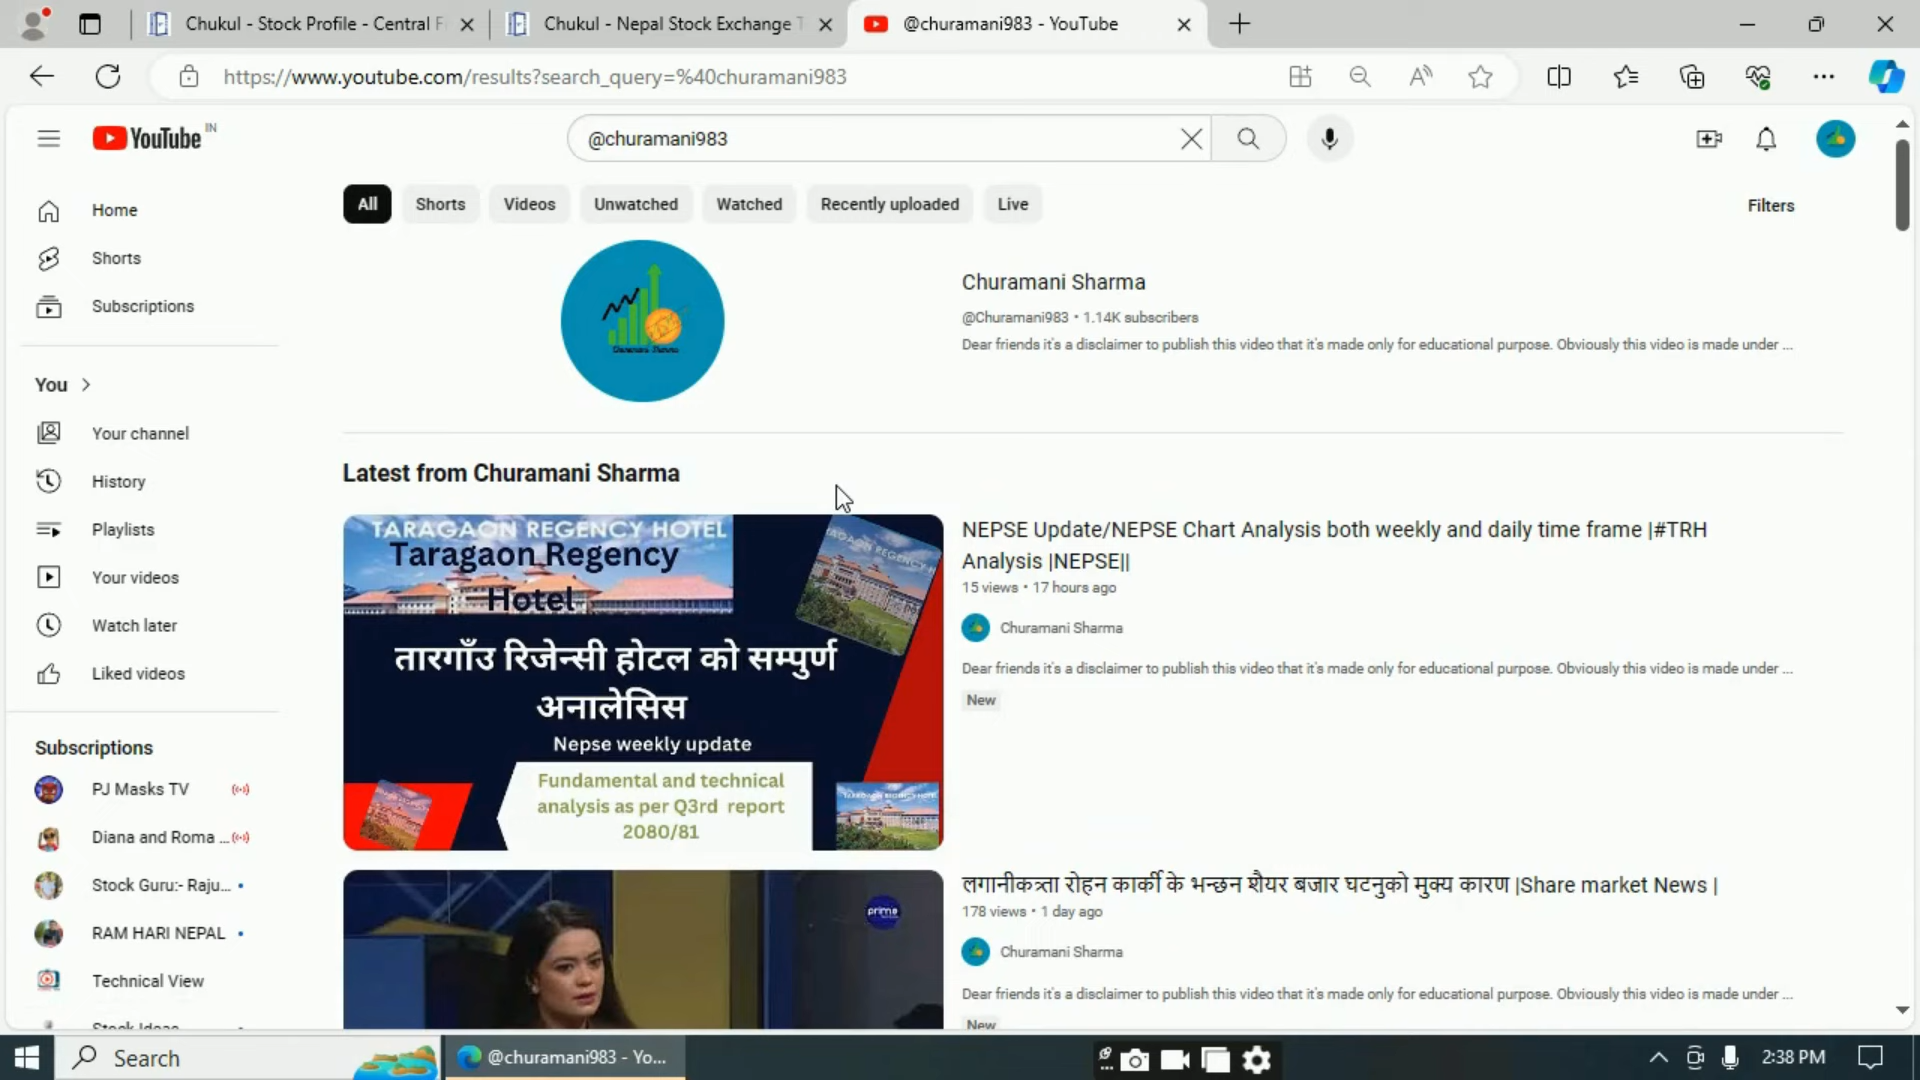 Chukul - Stock Profile - Central F
Chukul - Nepal Stock Exchange T
@churamani983 - YouTube
https://www.youtube.com/results?search_query=%40churamani983
YouTube IN
@churamani983
All
Shorts
Videos
Unwatched
Watched
Recently uploaded
Live
Filters
Home
Shorts
Subscriptions
You
Your channel
History
Playlists
Your videos
Watch later
Liked videos
Subscriptions
PJ Masks TV
Diana and Roma ...
Stock Guru:- Raju...
RAM HARI NEPAL
Technical View
Stock Ideas
Churamani Sharma
@Churamani983 • 1.14K subscribers
Dear friends it's a disclaimer to publish this video that it's made only for educational purpose. Obviously this video is made under ...
Latest from Churamani Sharma
TARAGAON REGENCY HOTEL
Taragaon Regency
Hotel
तारगाँउ रिजेन्सी होटल को सम्पुर्ण
अनालेसिस
Nepse weekly update
Fundamental and technical
analysis as per Q3rd report
2080/81
NEPSE Update/NEPSE Chart Analysis both weekly and daily time frame |#TRH
Analysis |NEPSE||
15 views • 17 hours ago
Churamani Sharma
Dear friends it's a disclaimer to publish this video that it's made only for educational purpose. Obviously this video is made under ...
New
prime
लगानीकर्त्ता रोहन कार्की के भन्छन शैयर बजार घटनुको मुक्य कारण |Share market News |
178 views • 1 day ago
Churamani Sharma
Dear friends it's a disclaimer to publish this video that it's made only for educational purpose. Obviously this video is made under ...
New
Search
@churamani983 - Yo...
2:38 PM